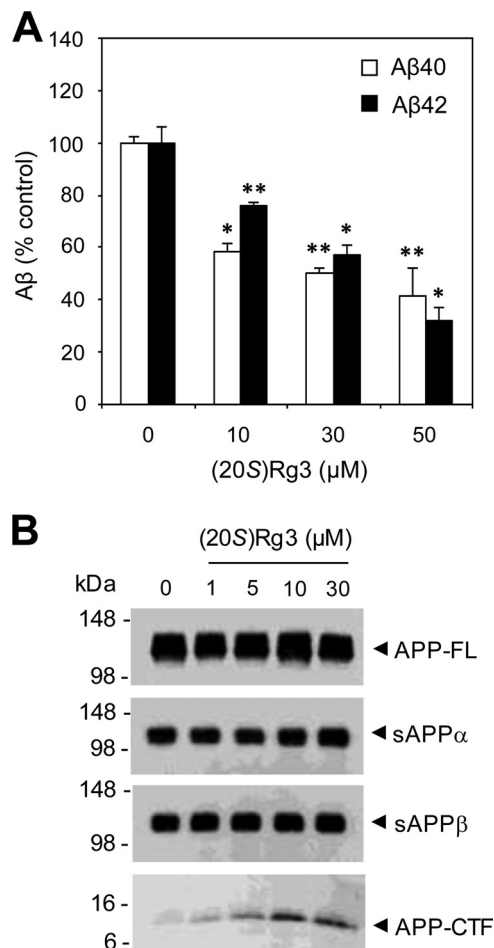 A
140
120
100
80
60
40
20
0
Aβ (% control)
Aβ40
Aβ42
* ** ** * ** *
0 10 30 50
(20S)Rg3 (μM)
B
(20S)Rg3 (μM)
kDa 0 1 5 10 30
148 -
98 -
APP-FL
148 -
98 -
sAPPα
148 -
98 -
sAPPβ
16 -
6 -
APP-CTF